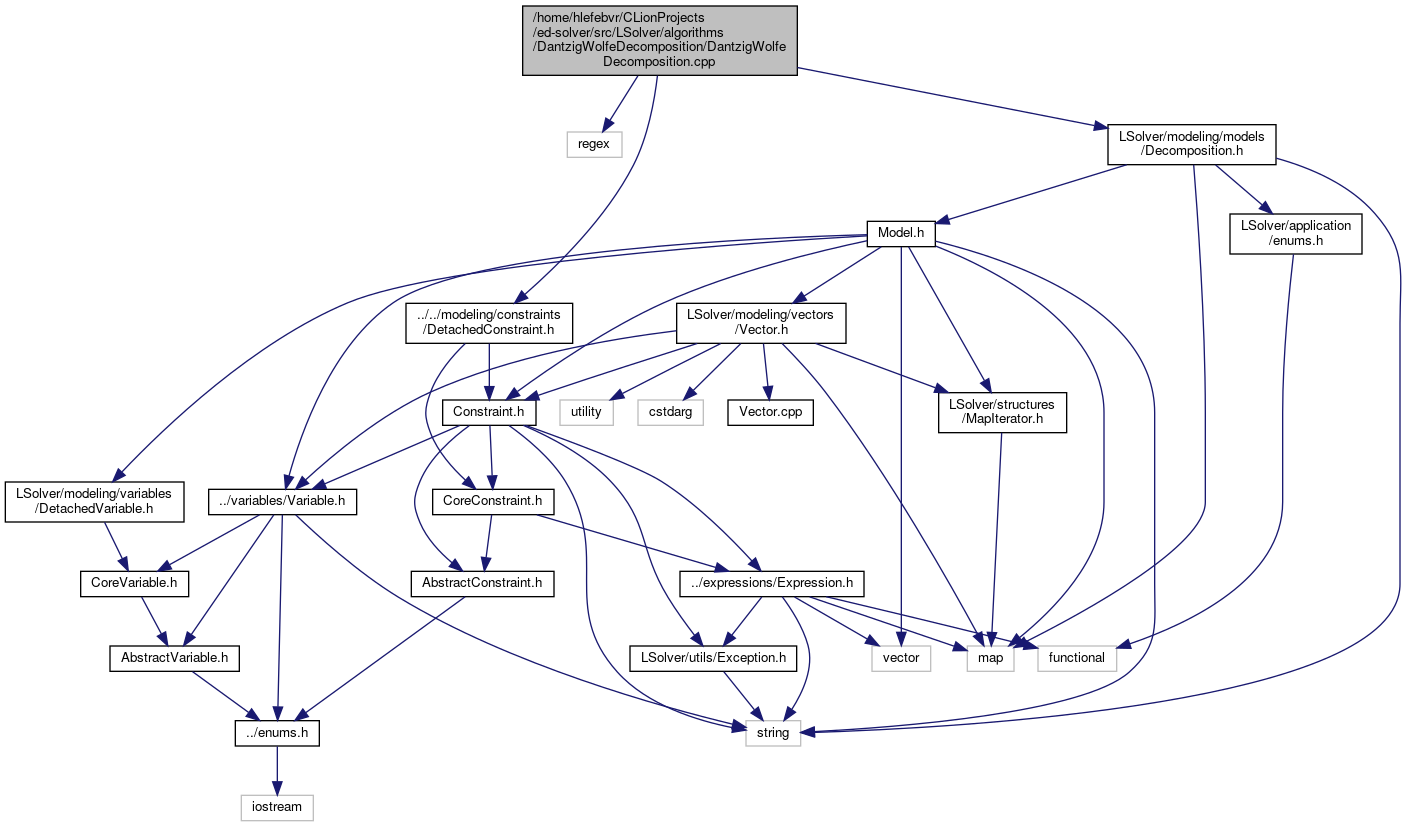 /home/hlefebvr/CLionProjects
/ed-solver/src/LSolver/algorithms
/DantzigWolfeDecomposition/DantzigWolfe
Decomposition.cpp
regex
LSolver/modeling/models
/Decomposition.h
Model.h
LSolver/application
/enums.h
../../modeling/constraints
/DetachedConstraint.h
LSolver/modeling/vectors
/Vector.h
Constraint.h
utility
cstdarg
Vector.cpp
LSolver/structures
/MapIterator.h
LSolver/modeling/variables
/DetachedVariable.h
../variables/Variable.h
CoreConstraint.h
CoreVariable.h
AbstractConstraint.h
../expressions/Expression.h
AbstractVariable.h
LSolver/utils/Exception.h
vector
map
functional
../enums.h
string
iostream